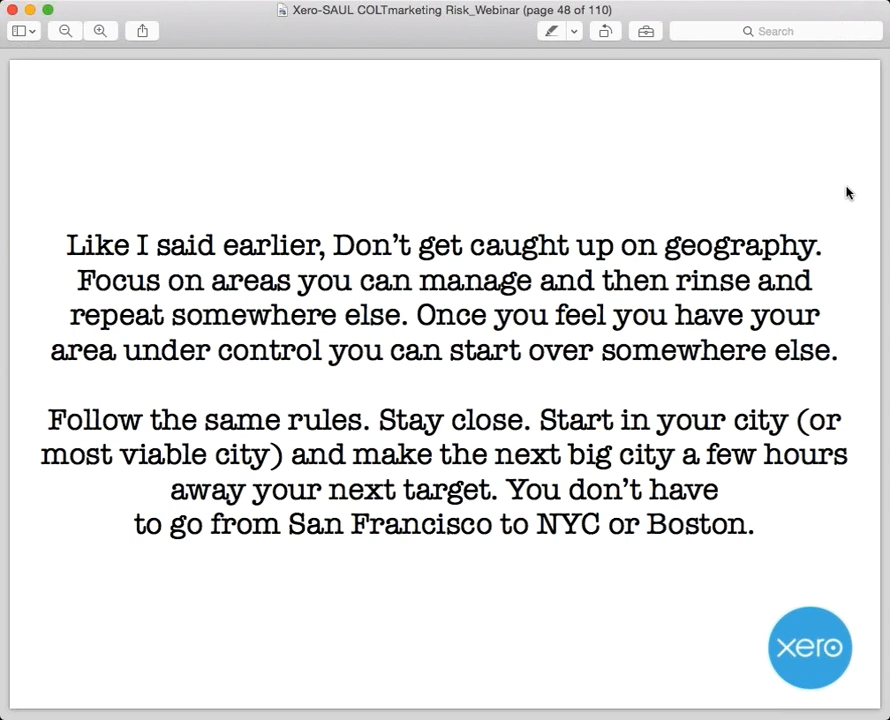 Xero-SAUL COLTmarketing Risk_Webinar (page 48 of 110)
Search
Like I said earlier, Don't get caught up on geography.
Focus on areas you can manage and then rinse and
repeat somewhere else. Once you feel you have your
area under control you can start over somewhere else.
Follow the same rules. Stay close. Start in your city (or
most viable city) and make the next big city a few hours
away your next target. You don't have
to go from San Francisco to NYC or Boston.
xero